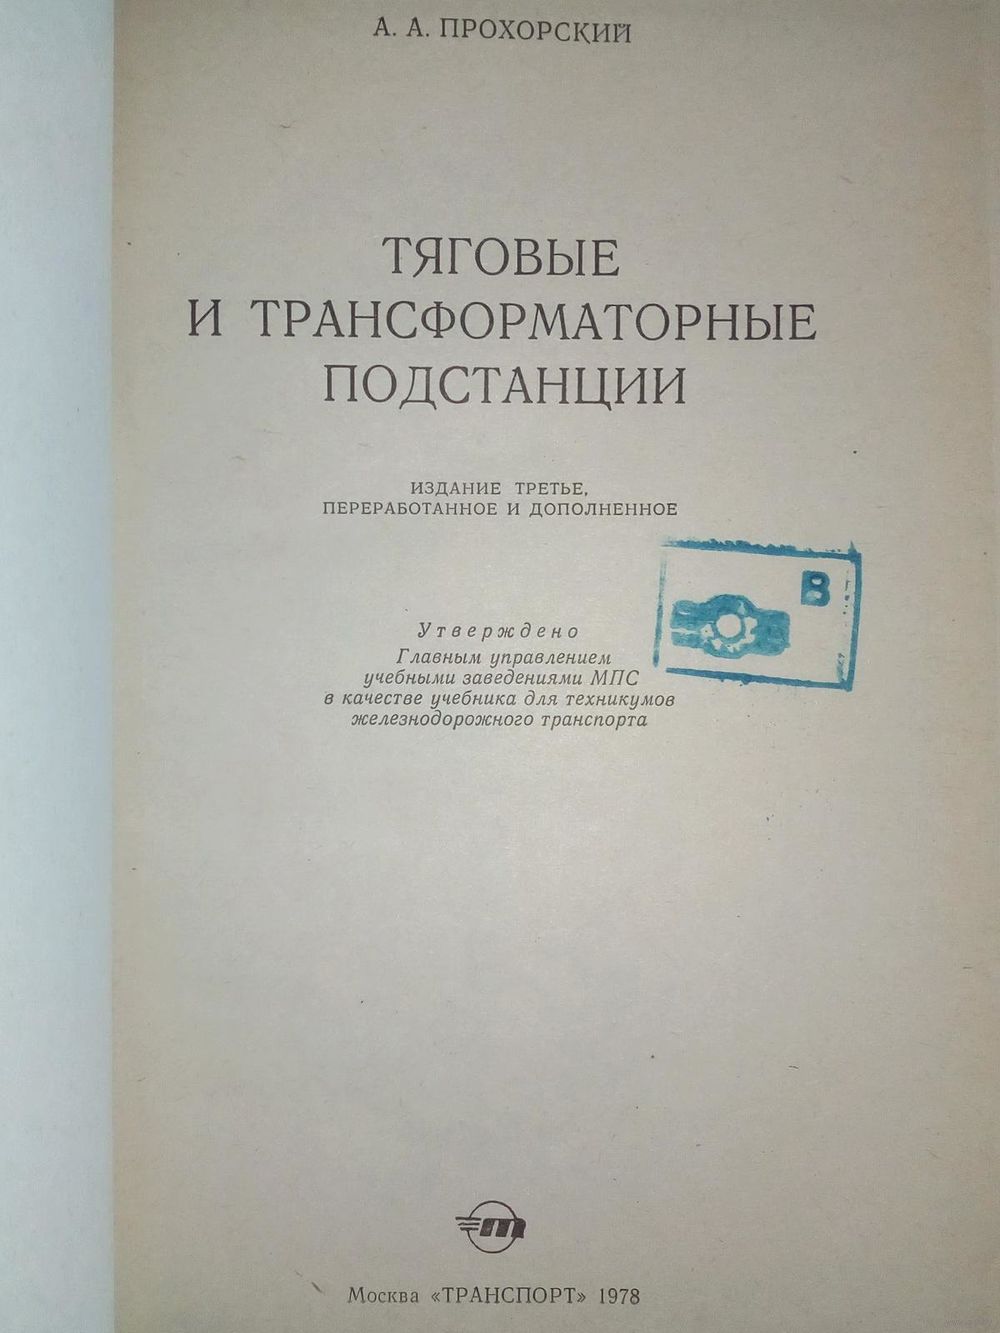 А. А. ПРОХОРСКИЙ
ТЯГОВЫЕ
И ТРАНСФОРМАТОРНЫЕ
ПОДСТАНЦИИ
ИЗДАНИЕ ТРЕТЬЕ,
ПЕРЕРАБОТАННОЕ И ДОПОЛНЕННОЕ
В
Утверждено
Главным управлением
учебными заведениями МПС
в качестве учебника для техникумов
железнодорожного транспорта
т
Москва «ТРАНСПОРТ» 1978